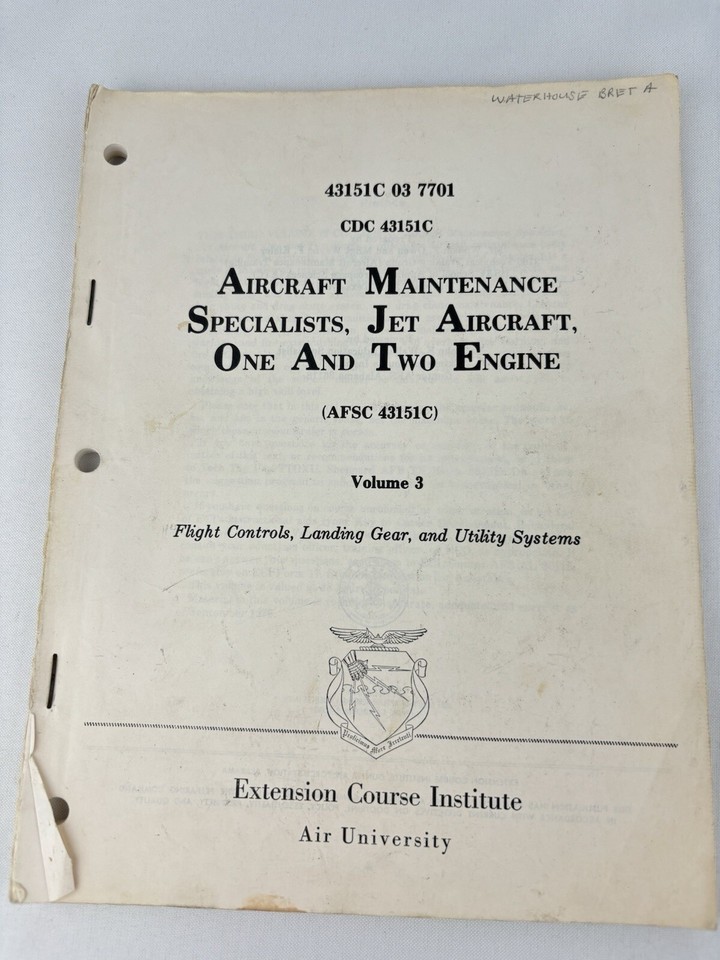 WATERHOUSE BRET A
43151C 03 7701
CDC 43151C
AIRCRAFT MAINTENANCE
SPECIALISTS, JET AIRCRAFT,
ONE AND TWO ENGINE
(AFSC 43151C)
Volume 3
Flight Controls, Landing Gear, and Utility Systems
Extension Course Institute
Air University